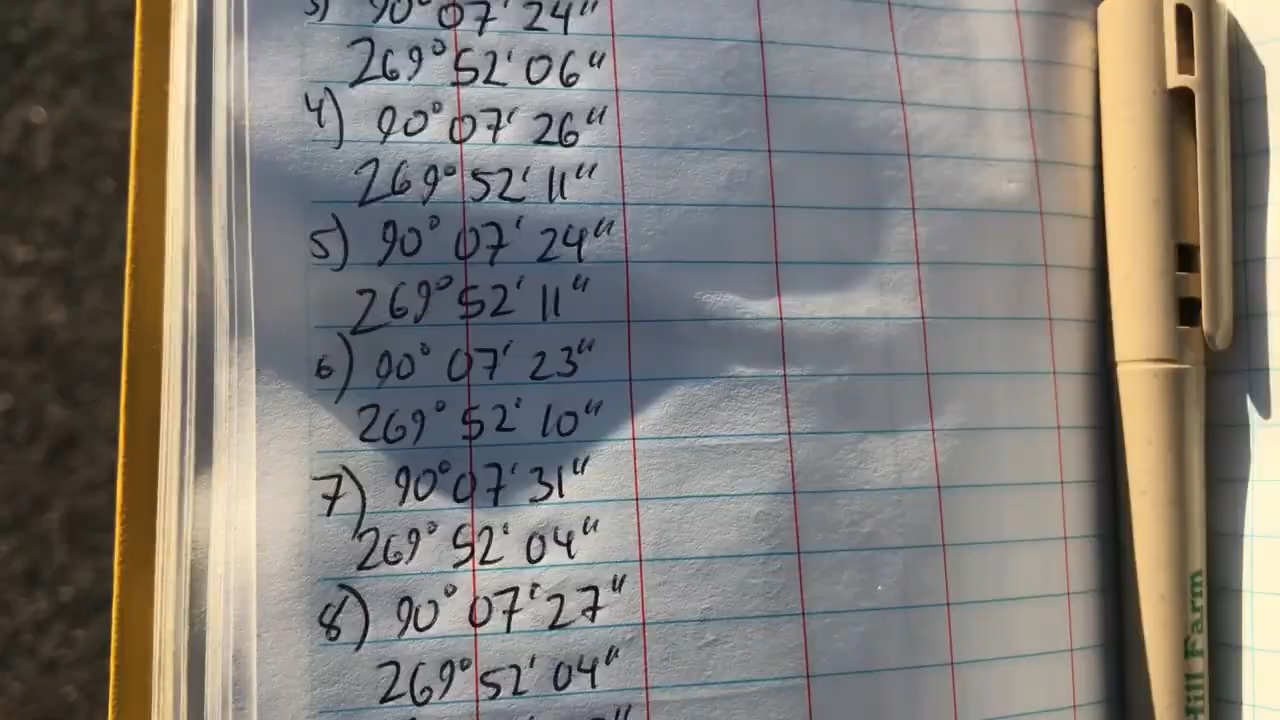 3) 90° 07' 24"
269° 52' 06"
4) 90° 07' 26"
269° 52' 11"
5) 90° 07' 24"
269° 52' 11"
6) 90° 07' 23"
269° 52' 10"
7) 90° 07' 31"
269° 52' 04"
8) 90° 07' 27"
269° 52' 04"
Hill Farm